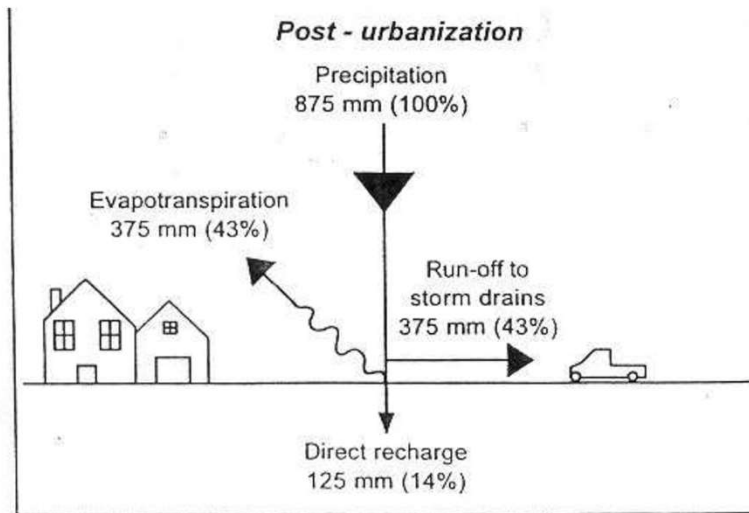 Post - urbanization
Precipitation
875 mm (100%)
Evapotranspiration
375 mm (43%)
Run-off to
storm drains
375 mm (43%)
Direct recharge
125 mm (14%)